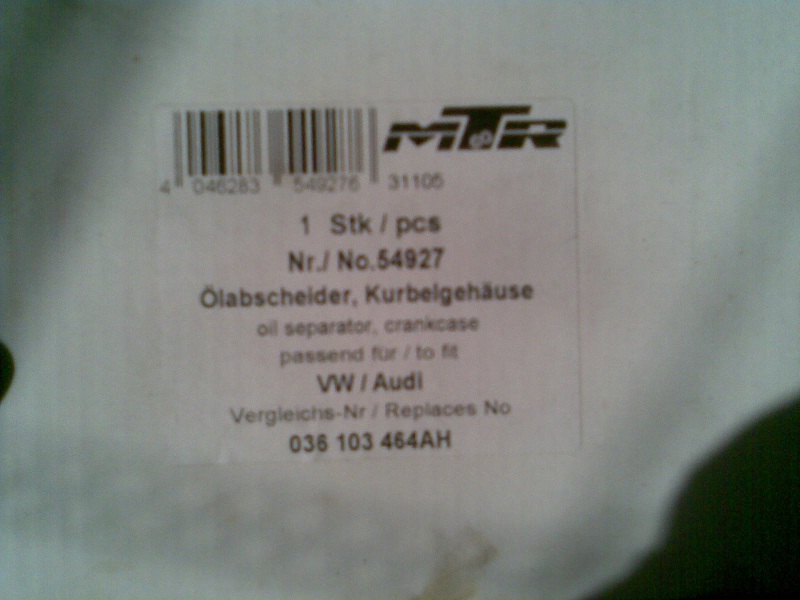 MTR
4 046283 549276 31105
1 Stk / pcs
Nr./ No.54927
Ölabscheider, Kurbelgehäuse
oil separator, crankcase
passend für / to fit
VW / Audi
Vergleichs-Nr / Replaces No
036 103 464AH